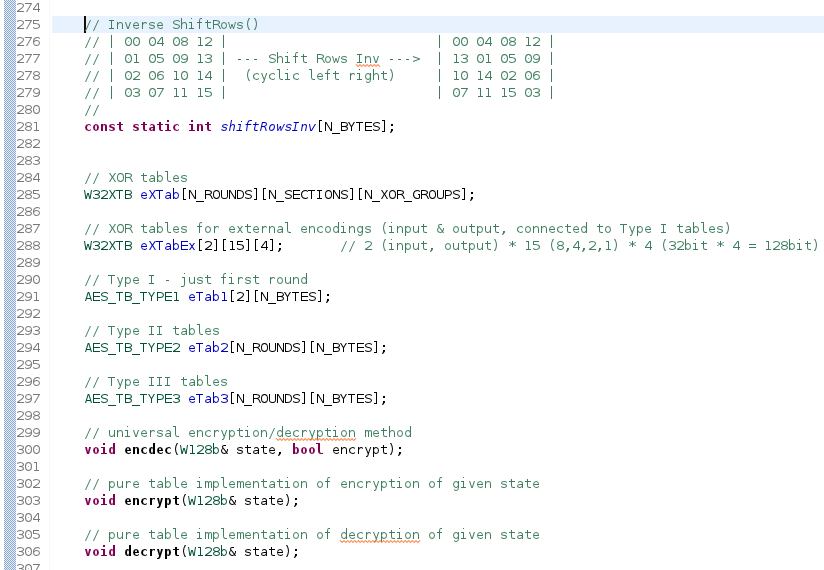 274
275 // Inverse ShiftRows()
276 // | 00 04 08 12 |                          | 00 04 08 12 |
277 // | 01 05 09 13 | --- Shift Rows Inv ---> | 13 01 05 09 |
278 // | 02 06 10 14 |  (cyclic left right)     | 10 14 02 06 |
279 // | 03 07 11 15 |                          | 07 11 15 03 |
280 //
281 const static int shiftRowsInv[N_BYTES];
282
283
284 // XOR tables
285 W32XTB eXTab[N_ROUNDS][N_SECTIONS][N_XOR_GROUPS];
286
287 // XOR tables for external encodings (input & output, connected to Type I tables)
288 W32XTB eXTabEx[2][15][4];       // 2 (input, output) * 15 (8,4,2,1) * 4 (32bit * 4 = 128bit)
289
290 // Type I - just first round
291 AES_TB_TYPE1 eTab1[2][N_BYTES];
292
293 // Type II tables
294 AES_TB_TYPE2 eTab2[N_ROUNDS][N_BYTES];
295
296 // Type III tables
297 AES_TB_TYPE3 eTab3[N_ROUNDS][N_BYTES];
298
299 // universal encryption/decryption method
300 void encdec(W128b& state, bool encrypt);
301
302 // pure table implementation of encryption of given state
303 void encrypt(W128b& state);
304
305 // pure table implementation of decryption of given state
306 void decrypt(W128b& state);
307